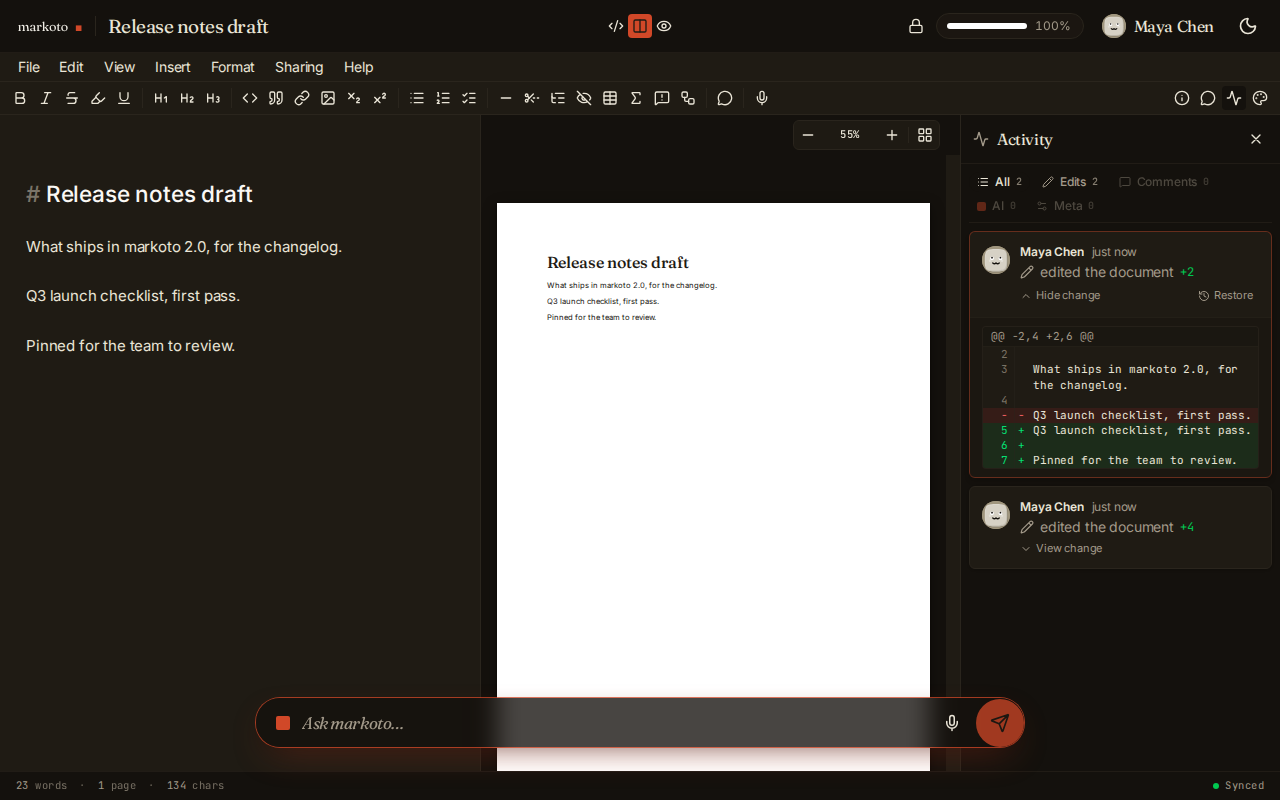 markoto
Release notes draft
100%
Maya Chen
File Edit View Insert Format Sharing Help
H1 H2 H3
55%
Activity
All 2 Edits 2 Comments 0
AI 0 Meta 0
# Release notes draft
What ships in markoto 2.0, for the changelog.
Q3 launch checklist, first pass.
Pinned for the team to review.
Release notes draft
What ships in markoto 2.0, for the changelog.
Q3 launch checklist, first pass.
Pinned for the team to review.
Maya Chen just now
edited the document +2
Hide change Restore
@@ -2,4 +2,6 @@
2
3 What ships in markoto 2.0, for
the changelog.
4
- - Q3 launch checklist, first pass.
5 + Q3 launch checklist, first pass.
6 +
7 + Pinned for the team to review.
Maya Chen just now
edited the document +4
View change
Ask markoto...
23 words · 1 page · 134 chars
Synced